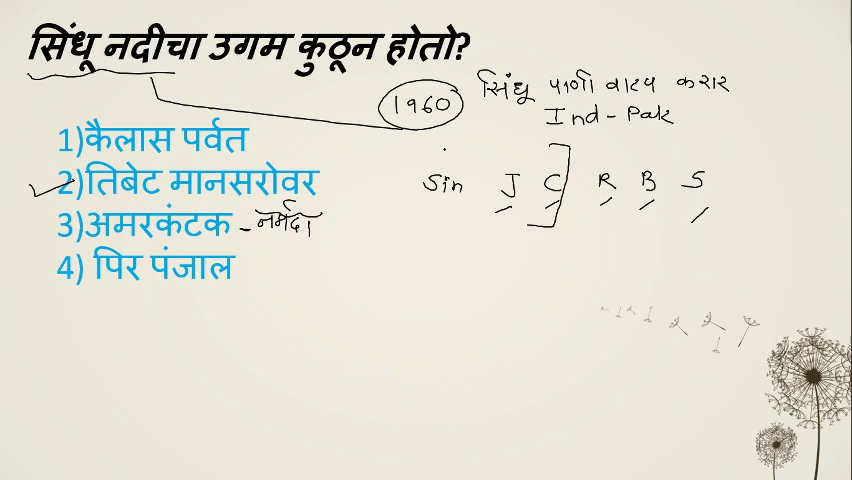 सिंधू नदीचा उगम कुठून होतो?
1960 सिंधू पाणी वाटप करार
Ind - Pak
1)कैलास पर्वत
2)तिबेट मानसरोवर
Sin J C R B S
3)अमरकंटक - नर्मदा
4) पिर पंजाल